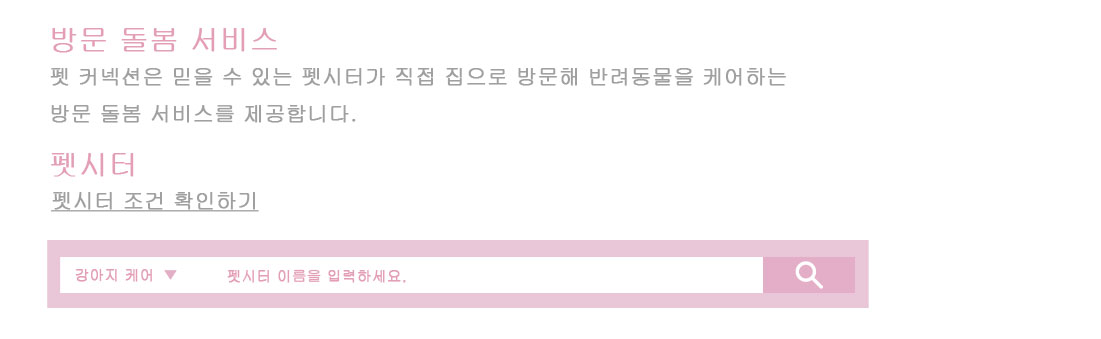 방문 돌봄 서비스
펫 커넥션은 믿을 수 있는 펫시터가 직접 집으로 방문해 반려동물을 케어하는
방문 돌봄 서비스를 제공합니다.
펫시터
펫시터 조건 확인하기
강아지 케어 ▼ 펫시터 이름을 입력하세요.